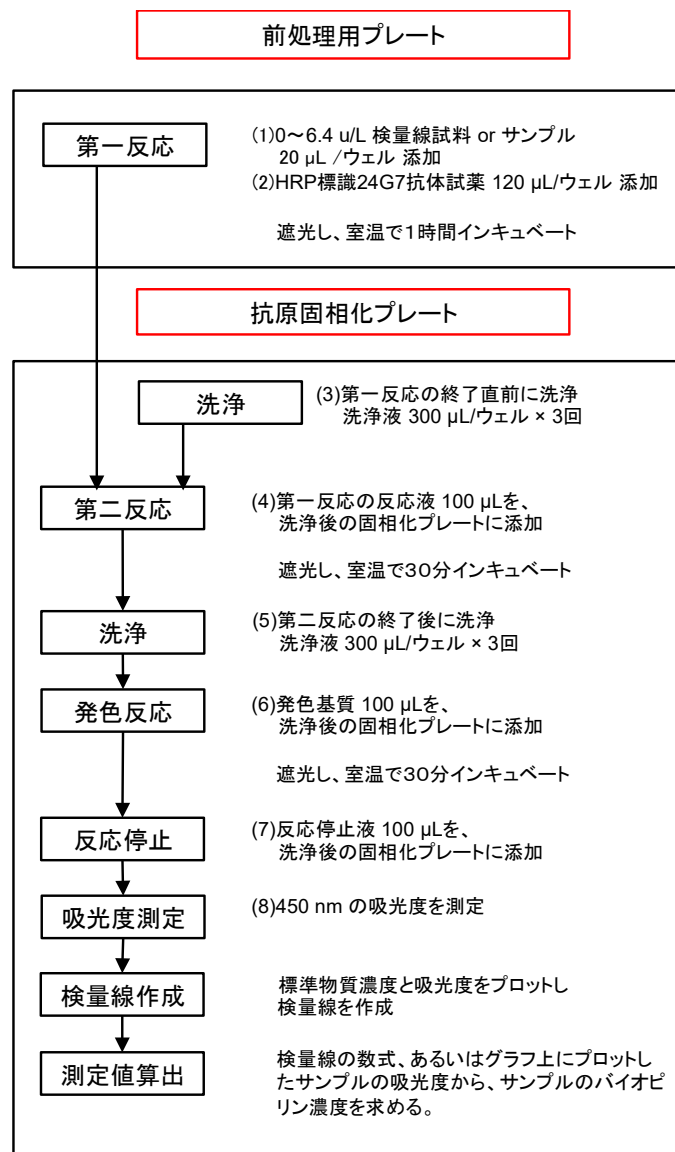 前処理用プレート
第一反応
(1)0～6.4 u/L 検量線試料 or サンプル
20 µL /ウェル 添加
(2)HRP標識24G7抗体試薬 120 µL/ウェル 添加
遮光し、室温で１時間インキュベート
抗原固相化プレート
洗浄
(3)第一反応の終了直前に洗浄
洗浄液 300 µL/ウェル × 3回
第二反応
(4)第一反応の反応液 100 µLを、
洗浄後の固相化プレートに添加
遮光し、室温で３０分インキュベート
洗浄
(5)第二反応の終了後に洗浄
洗浄液 300 µL/ウェル × 3回
発色反応
(6)発色基質 100 µLを、
洗浄後の固相化プレートに添加
遮光し、室温で３０分インキュベート
反応停止
(7)反応停止液 100 µLを、
洗浄後の固相化プレートに添加
吸光度測定
(8)450 nm の吸光度を測定
検量線作成
標準物質濃度と吸光度をプロットし
検量線を作成
測定値算出
検量線の数式、あるいはグラフ上にプロットし
たサンプルの吸光度から、サンプルのバイオピ
リン濃度を求める。